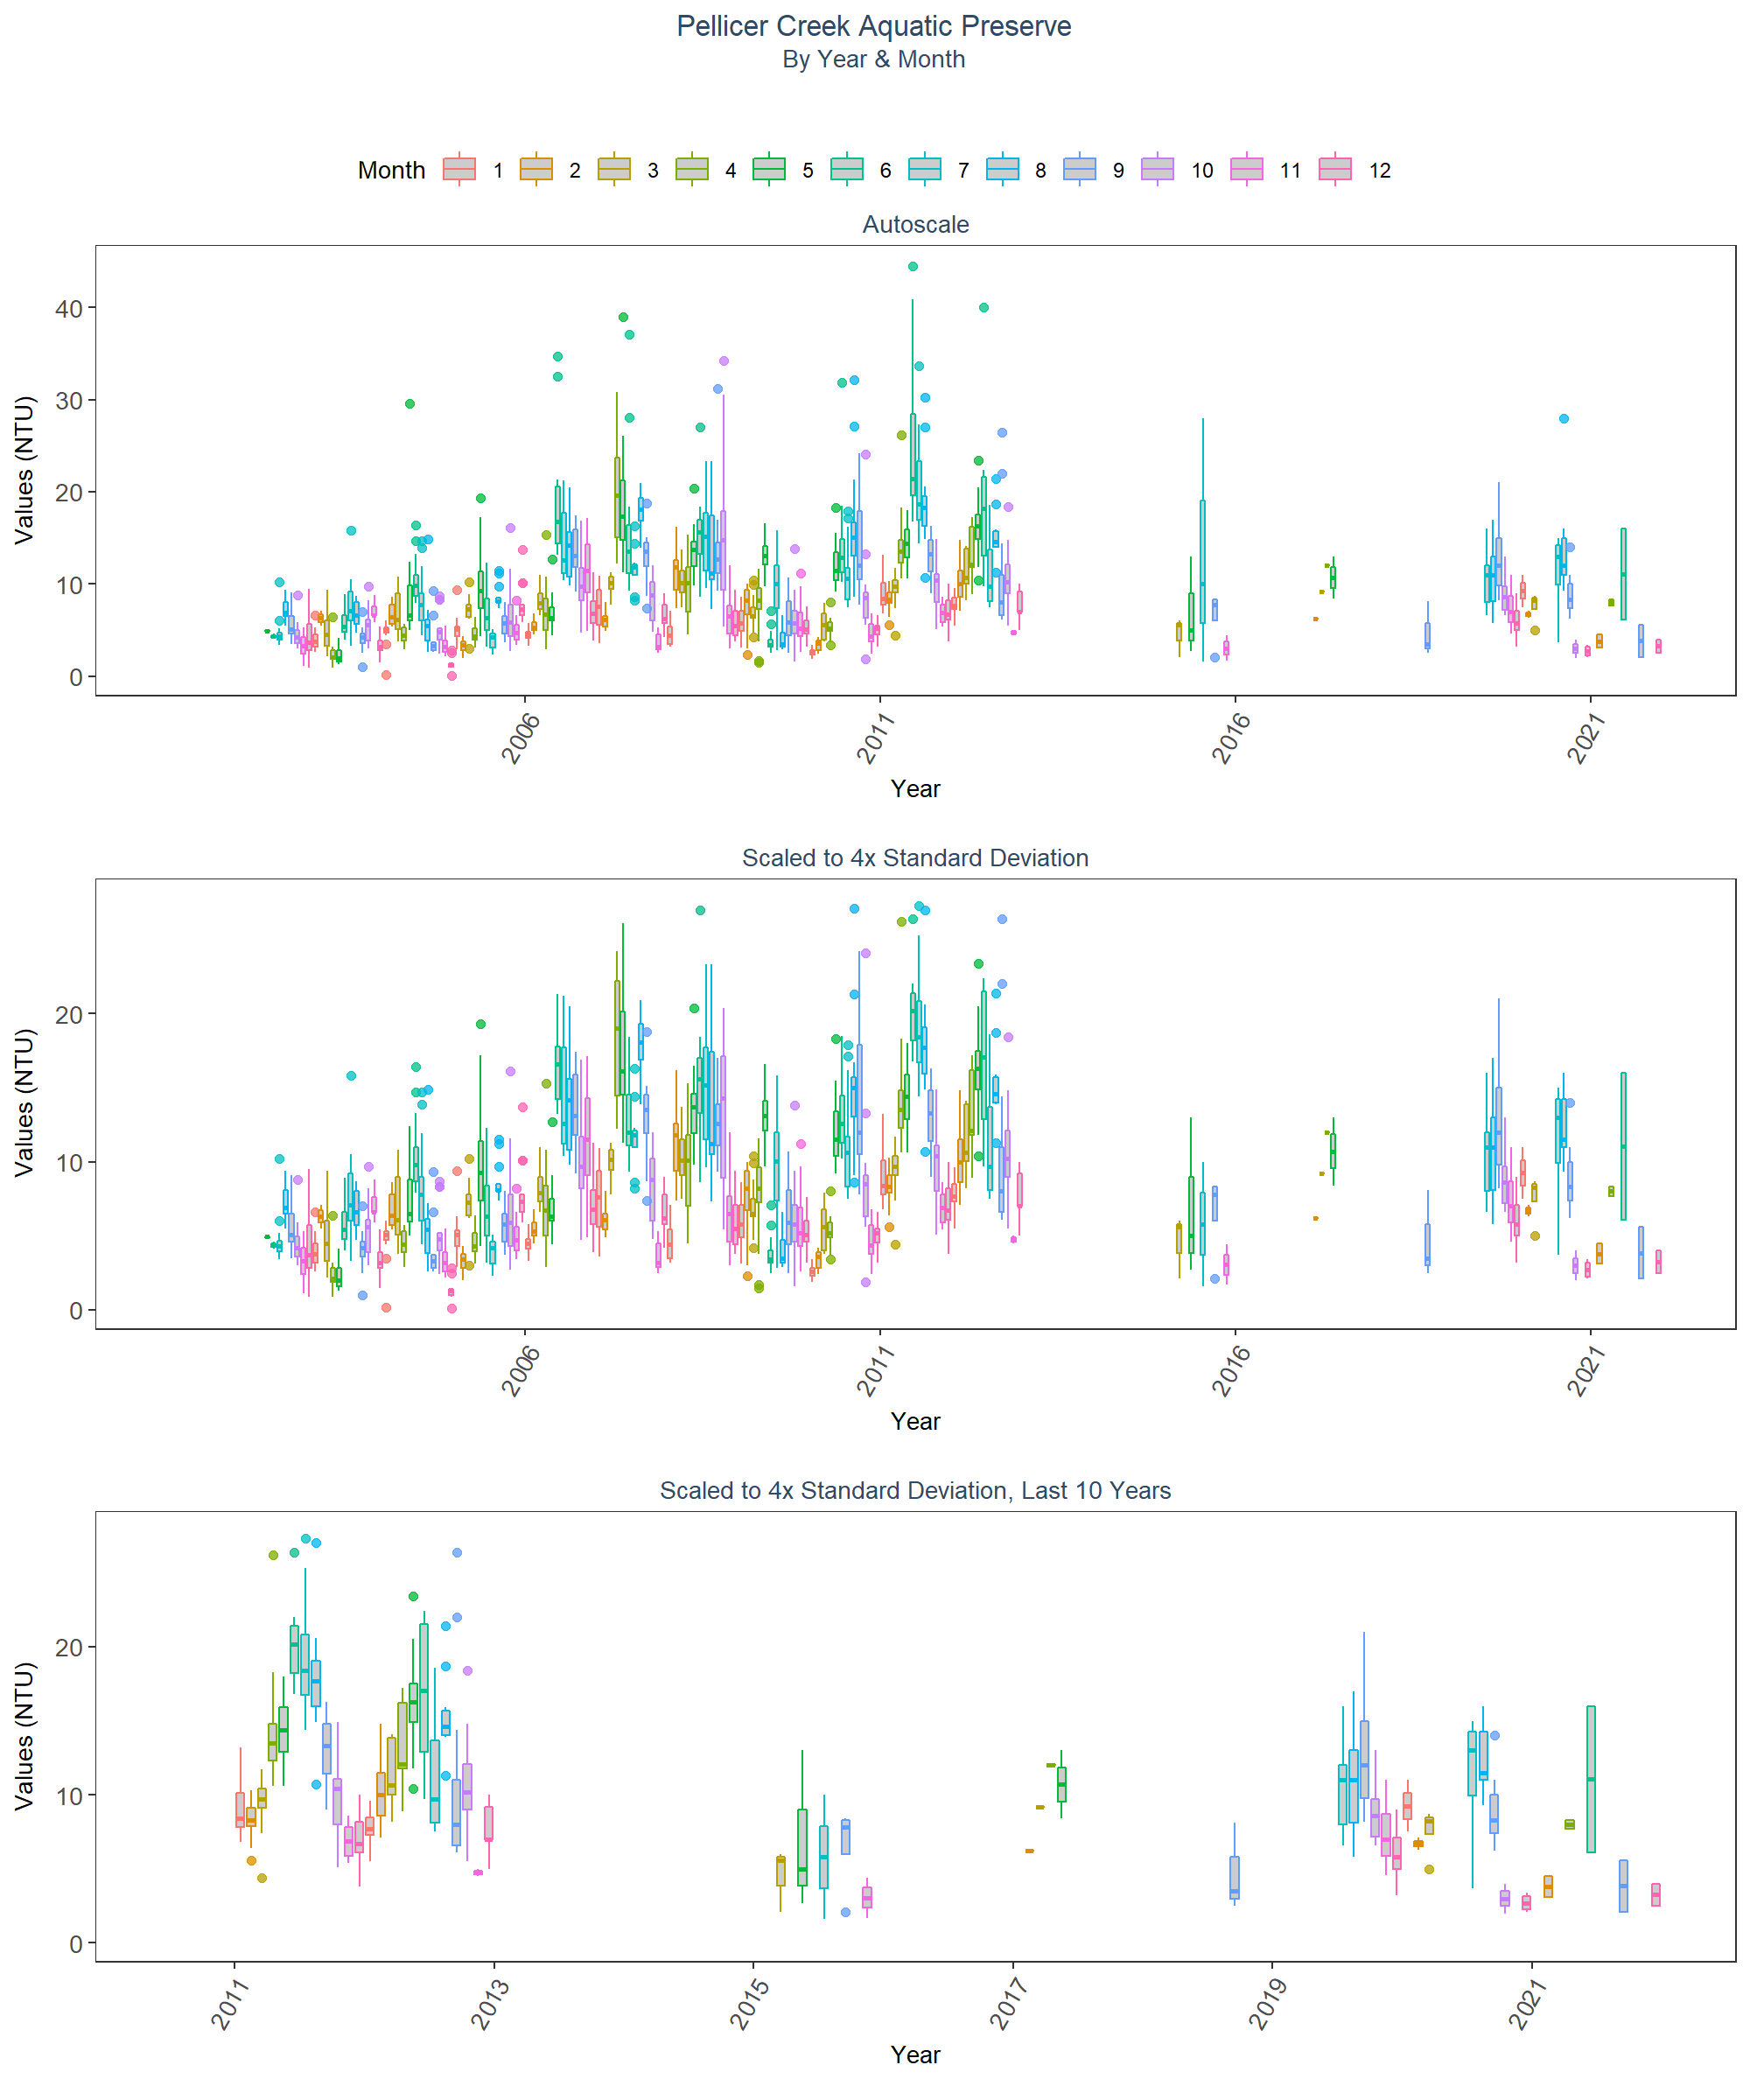 Pellicer Creek Aquatic Preserve
By Year & Month
Month 1 2 3 4 5 6 7 8 9 10 11 12
Autoscale
Values (NTU)
40
30
20
10
0
2006 2011 2016 2021
Year
Scaled to 4x Standard Deviation
Values (NTU)
20
10
0
2006 2011 2016 2021
Year
Scaled to 4x Standard Deviation, Last 10 Years
Values (NTU)
20
10
0
2011 2013 2015 2017 2019 2021
Year